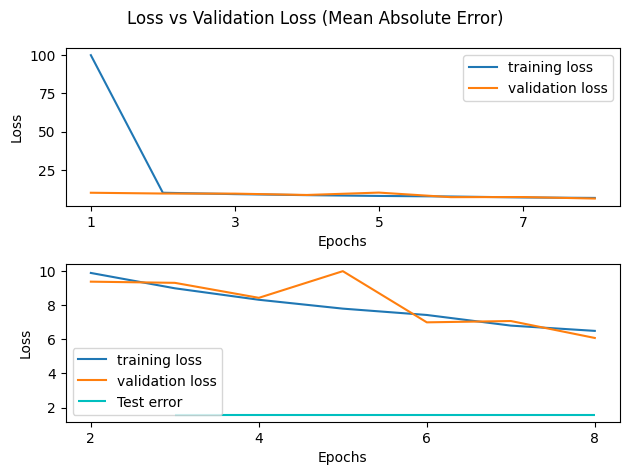 Loss vs Validation Loss (Mean Absolute Error)
100
75
50
25
Loss
training loss
validation loss
1
3
5
7
Epochs
10
8
6
4
2
Loss
training loss
validation loss
Test error
2
4
6
8
Epochs